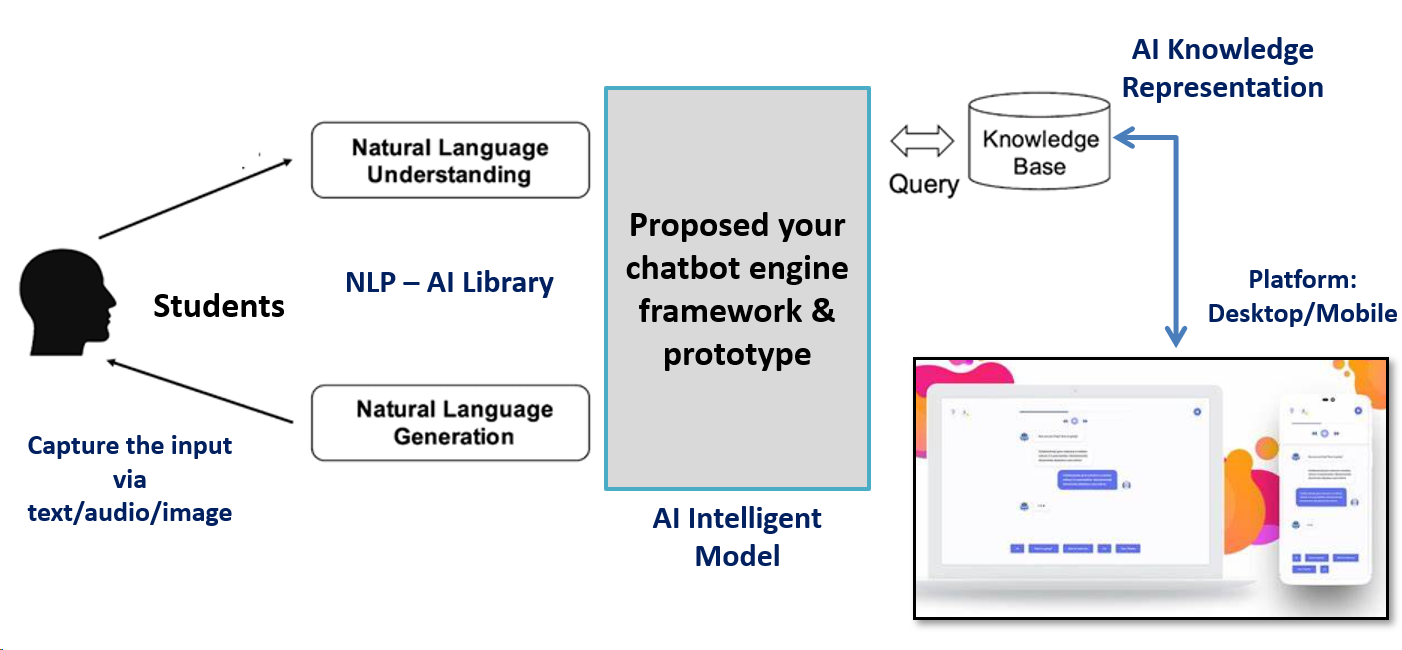 AI Knowledge
Representation
Natural Language
Understanding
Knowledge
Base
Query
Proposed your
chatbot engine
framework &
prototype
NLP – AI Library
Students
Platform:
Desktop/Mobile
Natural Language
Generation
Capture the input
via
text/audio/image
AI Intelligent
Model